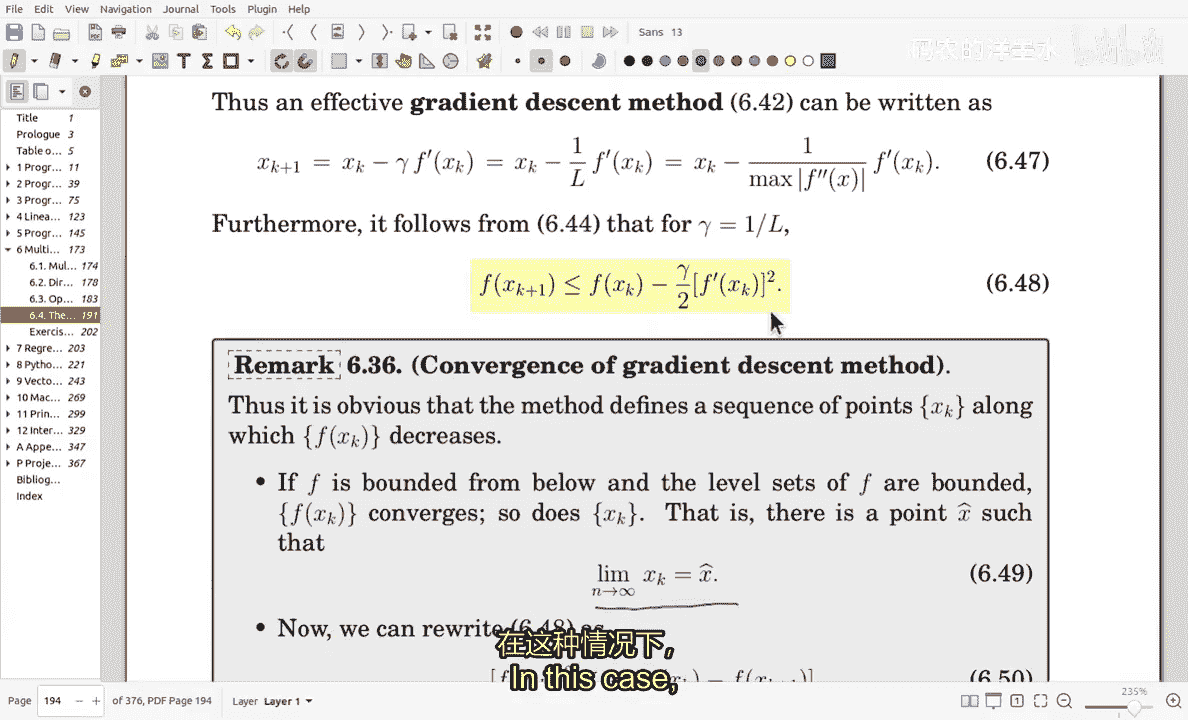 File Edit View Navigation Journal Tools Plugin Help
Sans 13
码农的洋墨水 bilibili
Title 1
Prologue 3
Table o... 5
1 Progr... 11
2 Progr... 39
3 Progr... 75
4 Linea... 123
5 Progr... 145
6 Multi... 173
6.1. Mul... 174
6.2. Dir... 178
6.3. Op... 183
6.4. The... 191
Exercis... 202
7 Regre... 203
8 Pytho... 221
9 Vecto... 243
10 Mac... 269
11 Prin... 299
12 Inter... 329
A Appe... 347
P Proje... 367
Bibliog...
Index
Thus an effective gradient descent method (6.42) can be written as
x_{k+1} = x_k − γ f′(x_k) = x_k − 1/L f′(x_k) = x_k − 1/max |f″(x)| f′(x_k). (6.47)
Furthermore, it follows from (6.44) that for γ = 1/L,
f(x_{k+1}) ≤ f(x_k) − γ/2 [f′(x_k)]². (6.48)
Remark 6.36. (Convergence of gradient descent method).
Thus it is obvious that the method defines a sequence of points {x_k} along
which {f(x_k)} decreases.
• If f is bounded from below and the level sets of f are bounded,
{f(x_k)} converges; so does {x_k}. That is, there is a point x̂ such
that
lim_{n→∞} x_k = x̂. (6.49)
• Now, we can rewrite (6.48) as
(6.50)
在这种情况下,
In this case,
Page 194 of 376, PDF Page 194 Layer Layer 1 235%